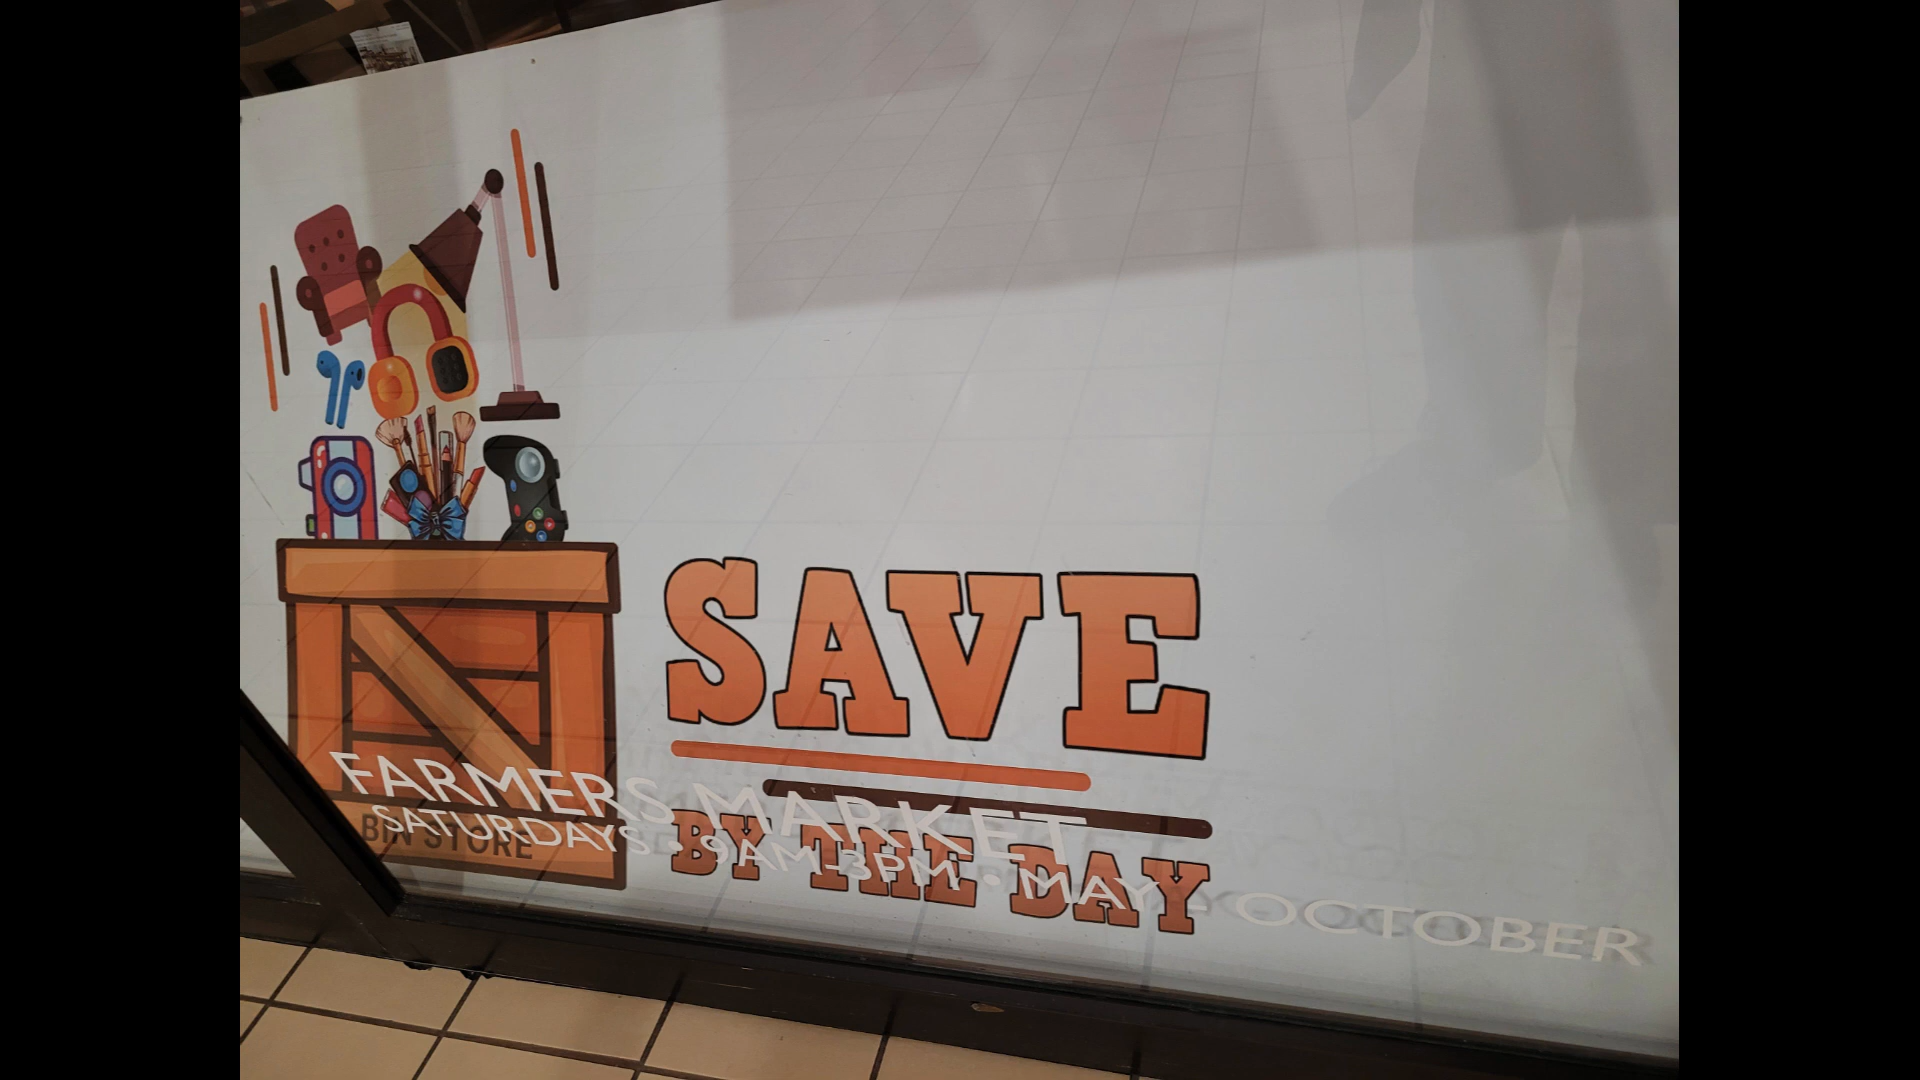 SAVE
BY THE DAY
BIN STORE
FARMERS MARKET
SATURDAYS • 9AM-3PM • MAY - OCTOBER